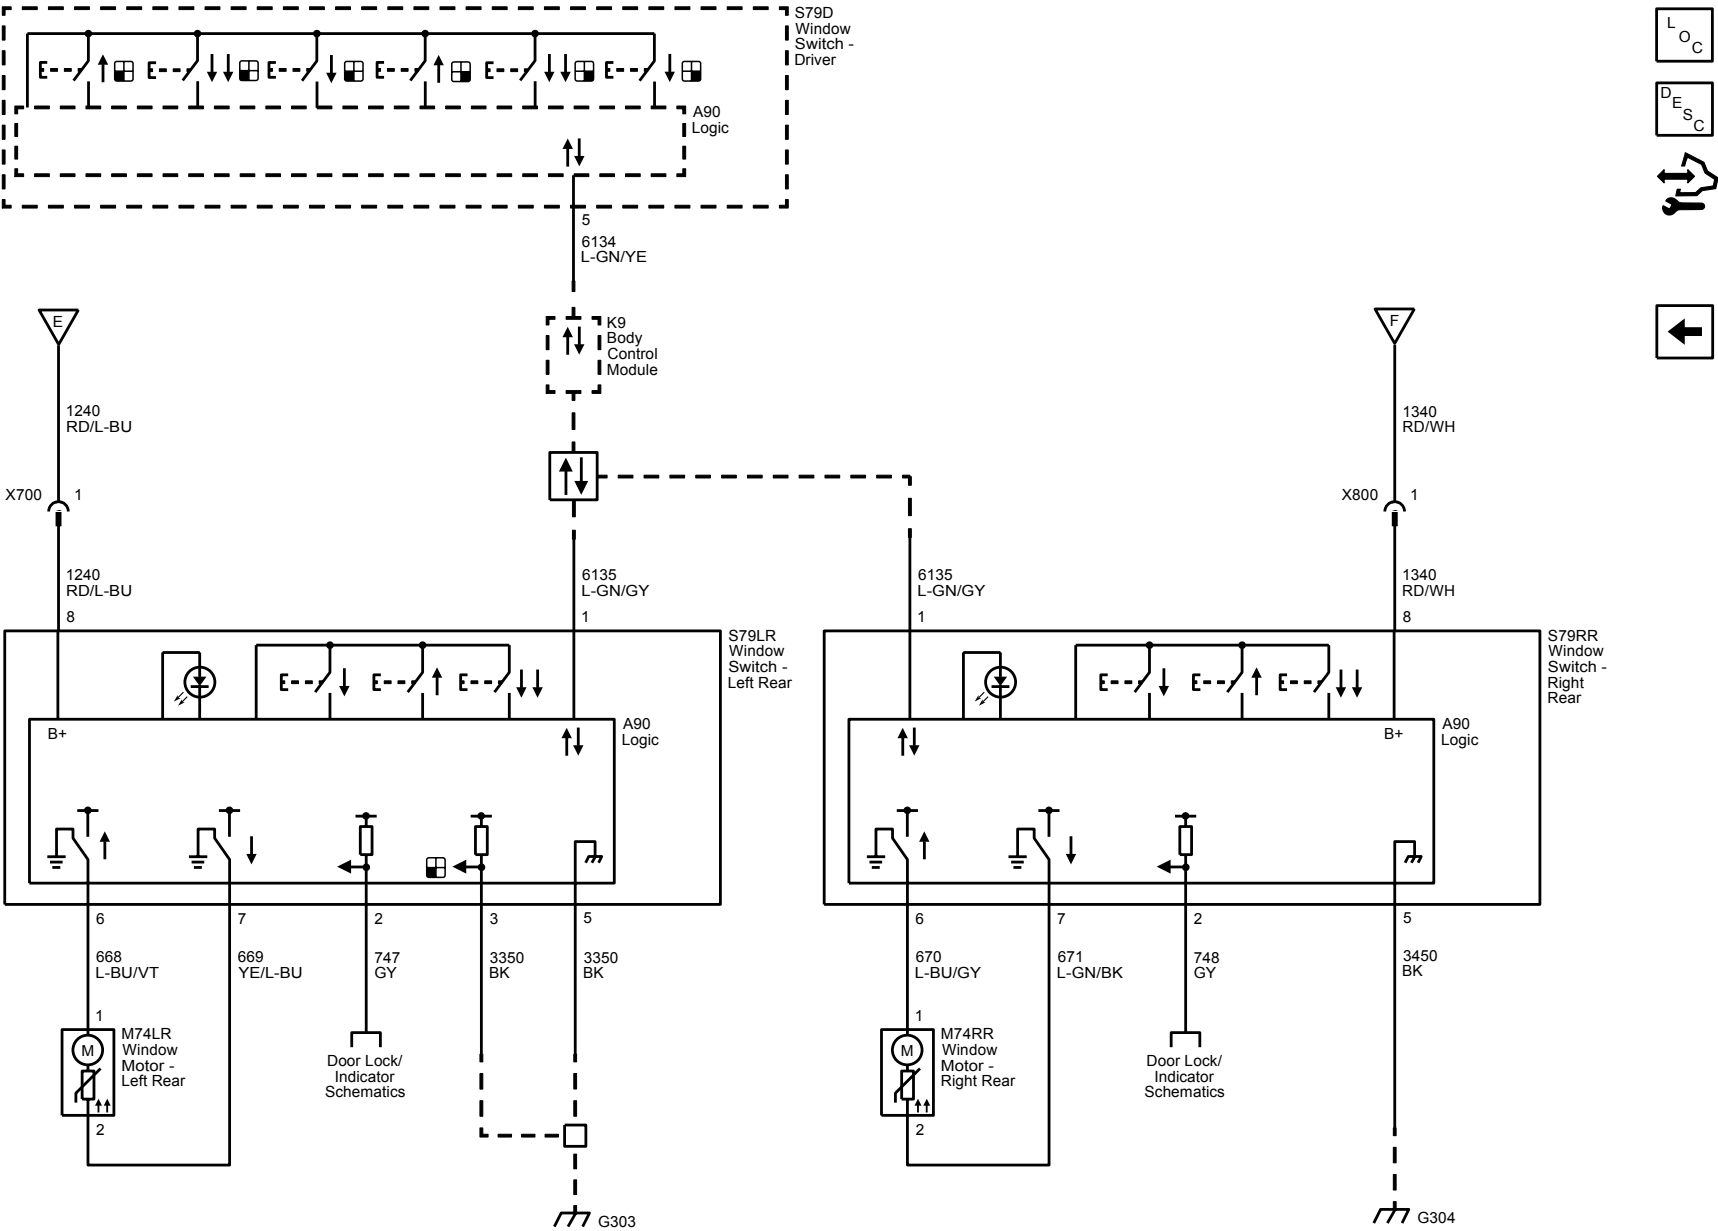 S79D
Window
Switch -
Driver
A90
Logic
5
6134
L-GN/YE
K9
Body
Control
Module
L
O
C
D
E
S
C
E
1240
RD/L-BU
X700
1
1240
RD/L-BU
8
6135
L-GN/GY
1
6135
L-GN/GY
1
F
1340
RD/WH
X800
1
1340
RD/WH
8
S79LR
Window
Switch -
Left Rear
A90
Logic
B+
6
7
2
3
5
668
L-BU/VT
669
YE/L-BU
747
GY
3350
BK
3350
BK
1
M
M74LR
Window
Motor -
Left Rear
2
Door Lock/
Indicator
Schematics
G303
S79RR
Window
Switch -
Right
Rear
A90
Logic
B+
6
7
2
5
670
L-BU/GY
671
L-GN/BK
748
GY
3450
BK
1
M
M74RR
Window
Motor -
Right Rear
2
Door Lock/
Indicator
Schematics
G304